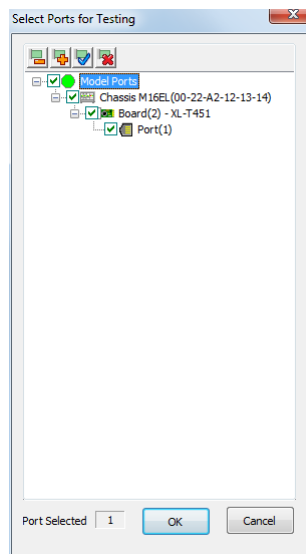 Select Ports for Testing
Model Ports
Chassis M16EL(00-22-A2-12-13-14)
Board(2) - XL-T451
Port(1)
Port Selected 1 OK Cancel